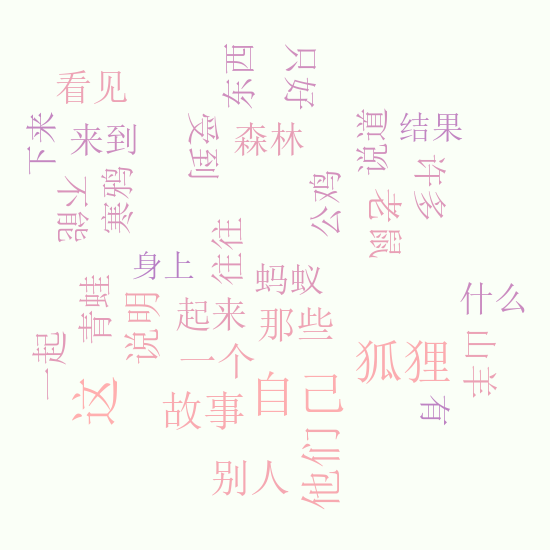 东西
只好
看见
下来
来到
受到
森林
说道
结果
不能
寒鸦
公鸡
老鼠
许多
往往
身上
蚂蚁
青蛙
说明
起来
那些
什么
一起
这
一个
故事
自己
狐狸
山羊
有
别人
他们